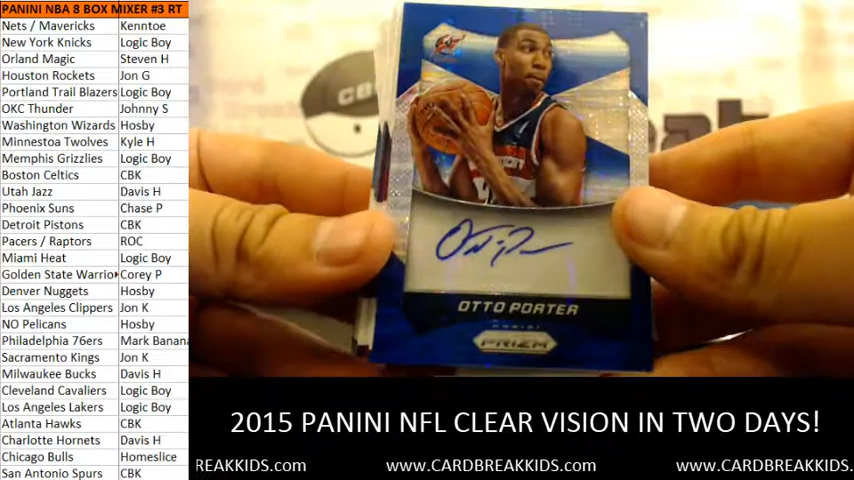 PANINI NBA 8 BOX MIXER #3 RT
Nets / Mavericks Kenntoe
New York Knicks Logic Boy
Orland Magic Steven H
Houston Rockets Jon G
Portland Trail Blazers Logic Boy
OKC Thunder Johnny S
Washington Wizards Hosby
Minnestoa Twolves Kyle H
Memphis Grizzlies Logic Boy
Boston Celtics CBK
Utah Jazz Davis H
Phoenix Suns Chase P
Detroit Pistons CBK
Pacers / Raptors ROC
Miami Heat Logic Boy
Golden State Warrio Corey P
Denver Nuggets Hosby
Los Angeles Clippers Jon K
NO Pelicans Hosby
Philadelphia 76ers Mark Banana
Sacramento Kings Jon K
Milwaukee Bucks Davis H
Cleveland Cavaliers Logic Boy
Los Angeles Lakers Logic Boy
Atlanta Hawks CBK
Charlotte Hornets Davis H
Chicago Bulls Homeslice
San Antonio Spurs CBK
OTTO PORTER
PANINI
PRIZM
2015 PANINI NFL CLEAR VISION IN TWO DAYS!
REAKKIDS.com www.CARDBREAKKIDS.com www.CARDBREAKKIDS.c